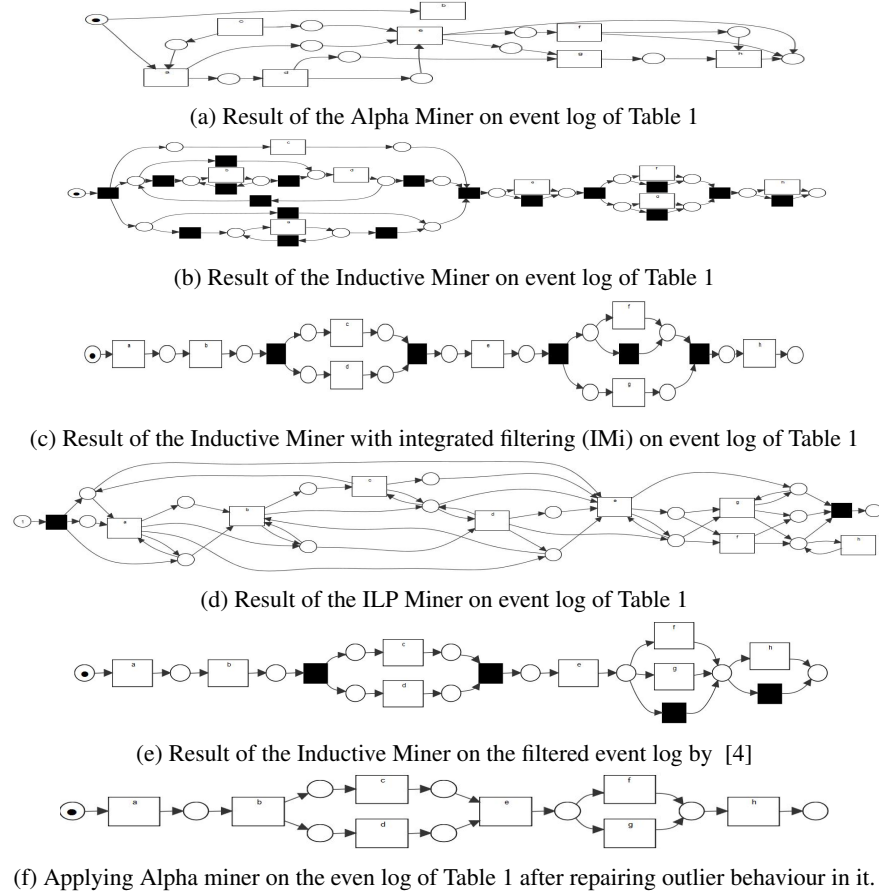 b
c
f
e
g
h
a
d
(a) Result of the Alpha Miner on event log of Table 1
c
d
(b) Result of the Inductive Miner on event log of Table 1
f
c
a
b
e
h
d
g
(c) Result of the Inductive Miner with integrated filtering (IMi) on event log of Table 1
c
g
b
d
f
h
(d) Result of the ILP Miner on event log of Table 1
f
c
h
a
b
e
g
d
(e) Result of the Inductive Miner on the filtered event log by [4]
c
f
a
b
e
h
d
g
(f) Applying Alpha miner on the even log of Table 1 after repairing outlier behaviour in it.